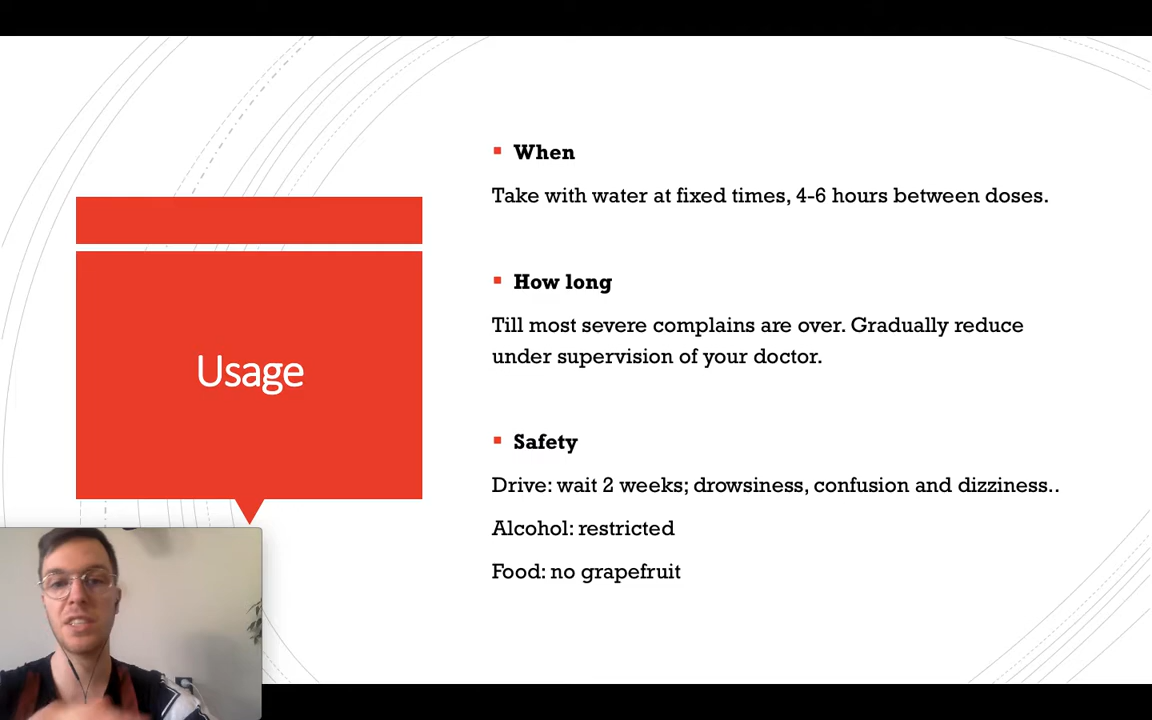 Usage
When
Take with water at fixed times, 4-6 hours between doses.
How long
Till most severe complains are over. Gradually reduce
under supervision of your doctor.
Safety
Drive: wait 2 weeks; drowsiness, confusion and dizziness..
Alcohol: restricted
Food: no grapefruit